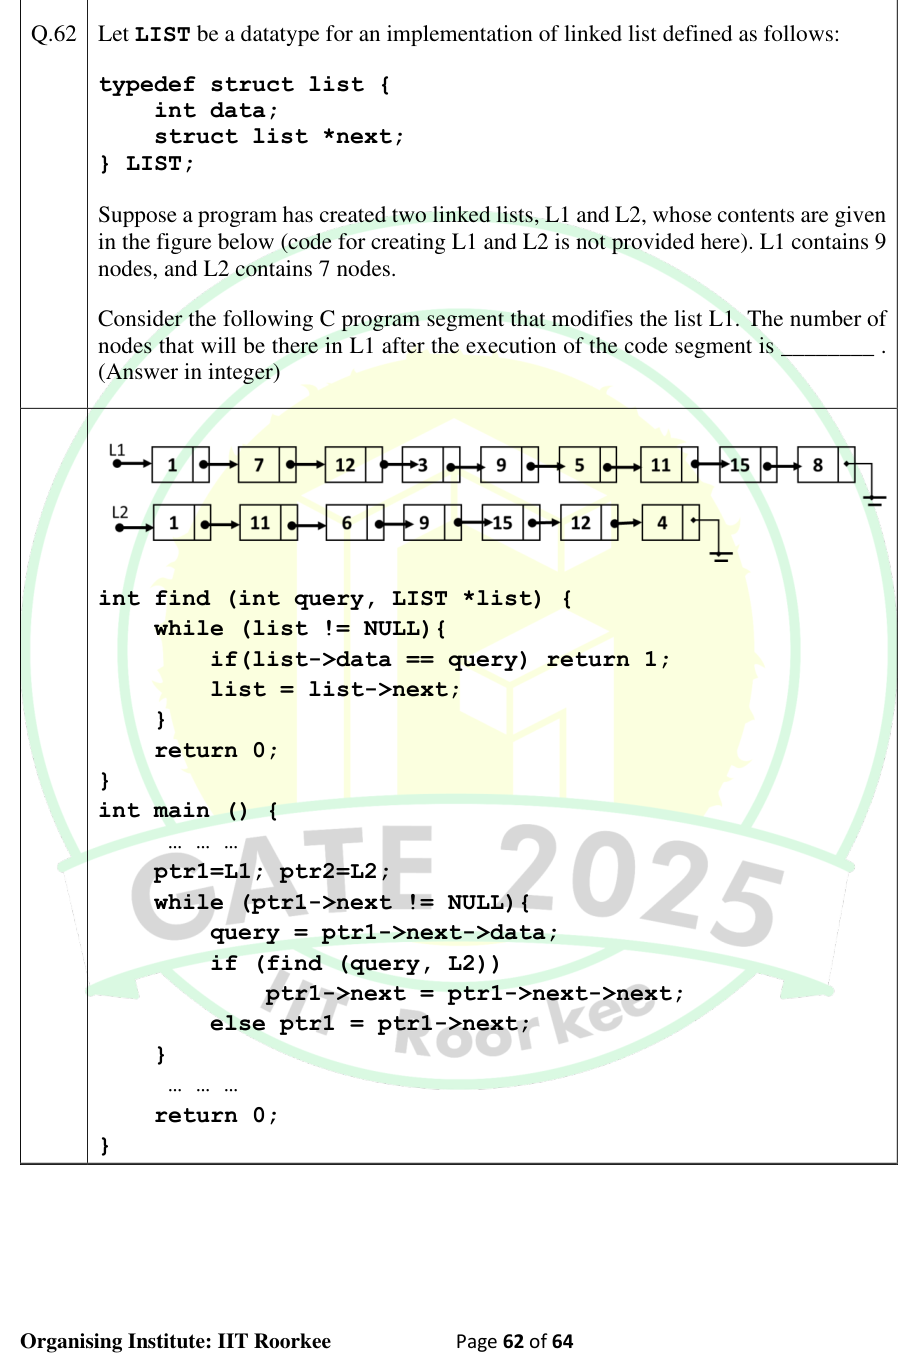 Q.62 Let LIST be a datatype for an implementation of linked list defined as follows:
typedef struct list {
int data;
struct list *next;
} LIST;
Suppose a program has created two linked lists, L1 and L2, whose contents are given
in the figure below (code for creating L1 and L2 is not provided here). L1 contains 9
nodes, and L2 contains 7 nodes.
Consider the following C program segment that modifies the list L1. The number of
nodes that will be there in L1 after the execution of the code segment is ________ .
(Answer in integer)
L1 1 7 12 3 9 5 11 15 8
L2 1 11 6 9 15 12 4
int find (int query, LIST *list) {
while (list != NULL){
if(list->data == query) return 1;
list = list->next;
}
return 0;
}
int main () {
... ... ...
ptr1=L1; ptr2=L2;
while (ptr1->next != NULL){
query = ptr1->next->data;
if (find (query, L2))
ptr1->next = ptr1->next->next;
else ptr1 = ptr1->next;
}
... ... ...
return 0;
}
GATE 2025
IIT Roorkee
Organising Institute: IIT Roorkee Page 62 of 64